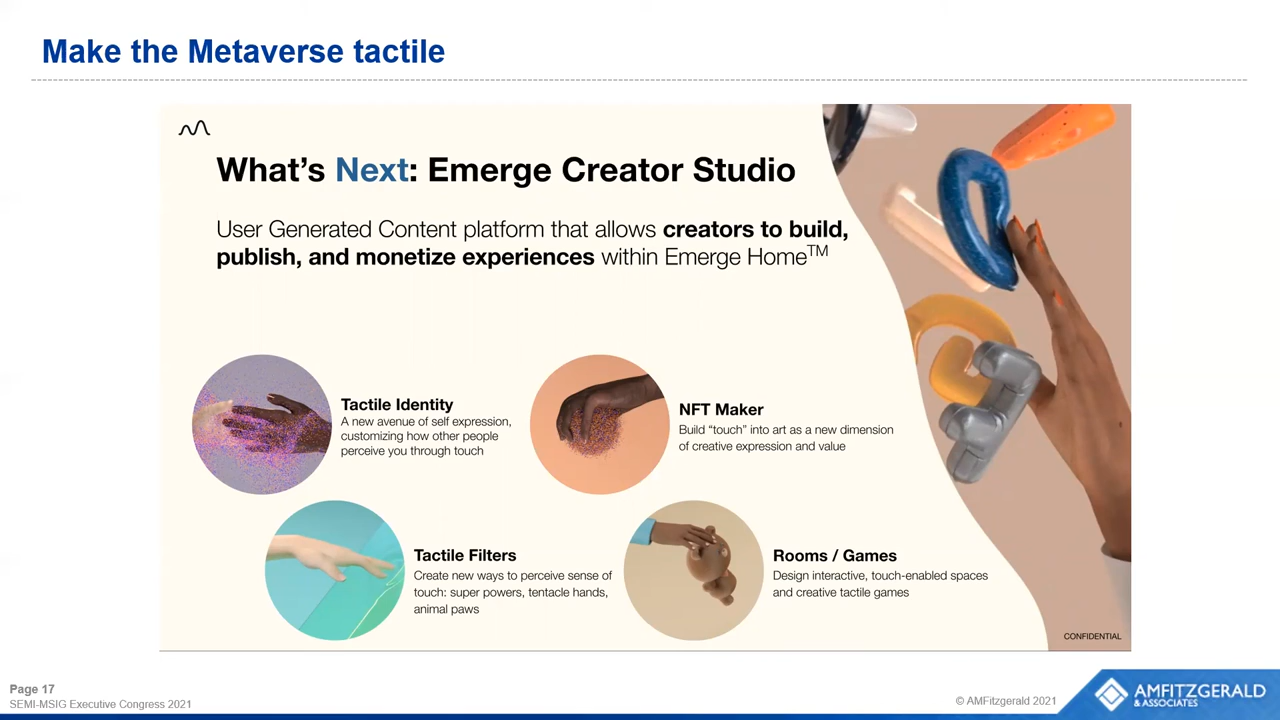 Make the Metaverse tactile
What's Next: Emerge Creator Studio
User Generated Content platform that allows creators to build,
publish, and monetize experiences within Emerge Home™
Tactile Identity
A new avenue of self expression,
customizing how other people
perceive you through touch
NFT Maker
Build “touch” into art as a new dimension
of creative expression and value
Tactile Filters
Create new ways to perceive sense of
touch: super powers, tentacle hands,
animal paws
Rooms / Games
Design interactive, touch-enabled spaces
and creative tactile games
CONFIDENTIAL
Page 17
SEMI-MSIG Executive Congress 2021
© AMFitzgerald 2021
AMFITZGERALD
& ASSOCIATES